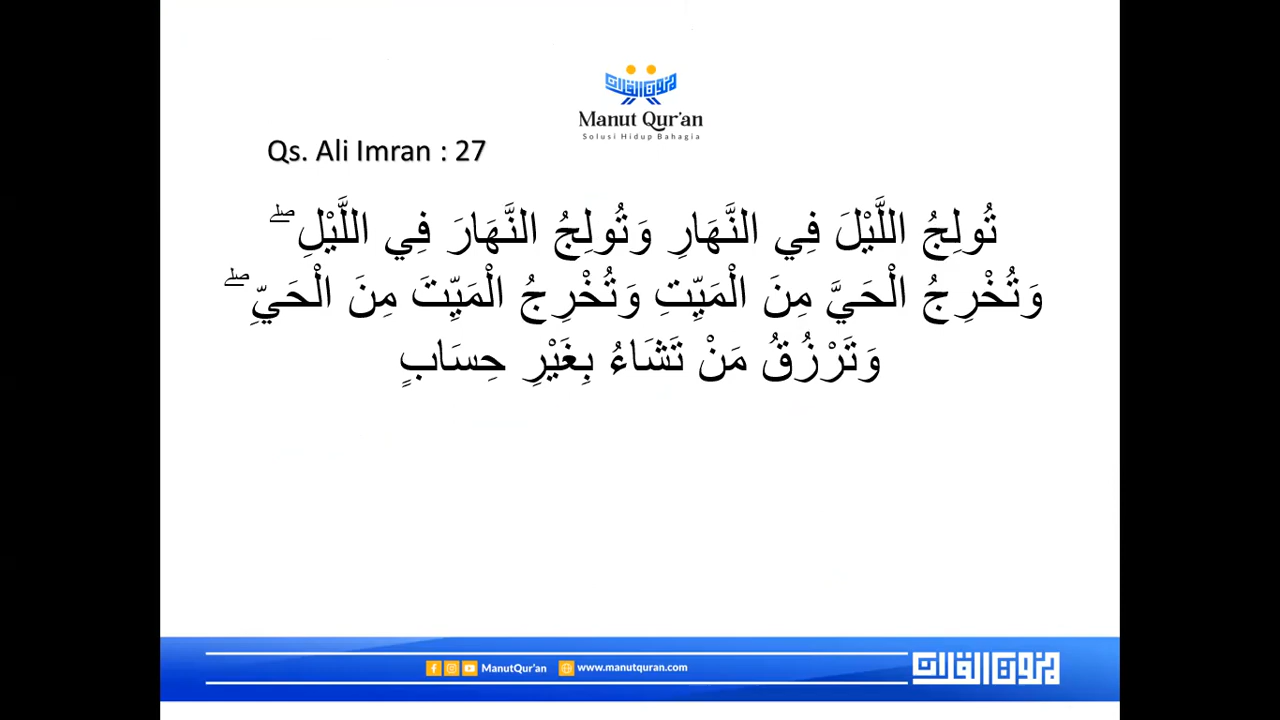 Manut Qur'an
Solusi Hidup Bahagia
Qs. Ali Imran : 27
تُولِجُ اللَّيْلَ فِي النَّهَارِ وَتُولِجُ النَّهَارَ فِي اللَّيْلِ ۖ
وَتُخْرِجُ الْحَيَّ مِنَ الْمَيِّتِ وَتُخْرِجُ الْمَيِّتَ مِنَ الْحَيِّ ۖ
وَتَرْزُقُ مَنْ تَشَاءُ بِغَيْرِ حِسَابٍ
ManutQur'an www.manutquran.com